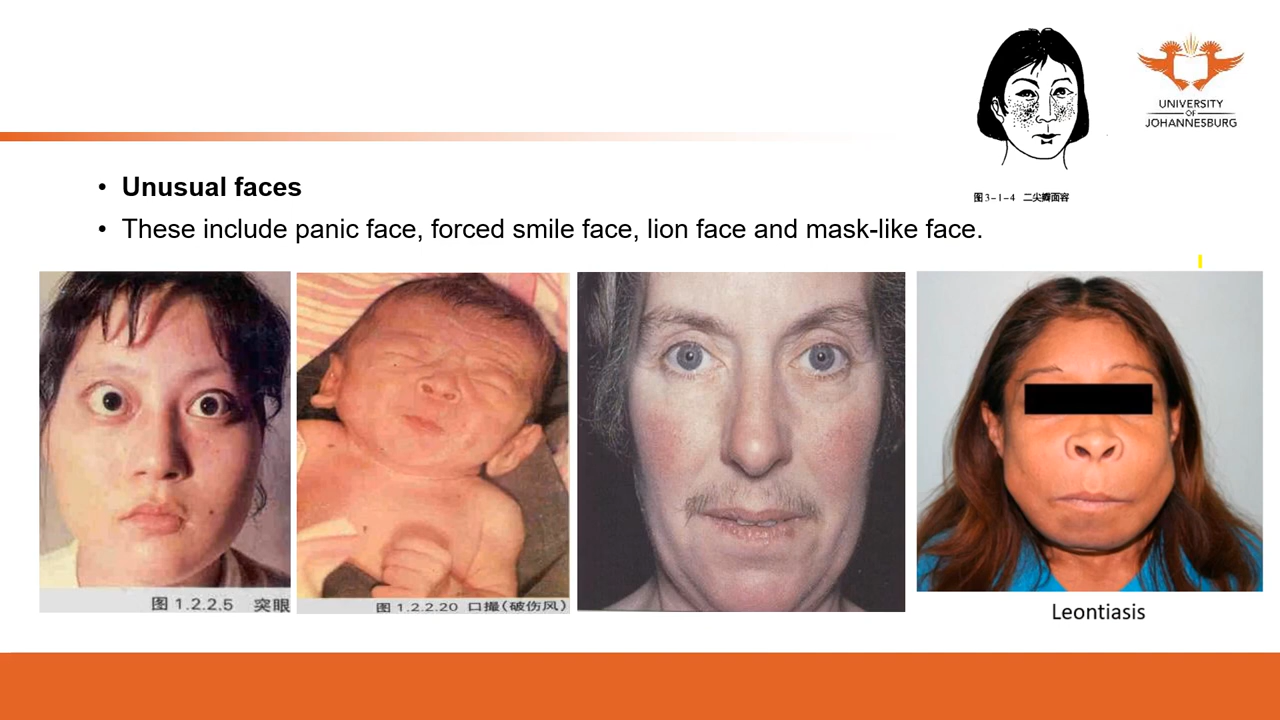 UNIVERSITY
OF
JOHANNESBURG
图 3-1-4 二尖瓣面容
• Unusual faces
• These include panic face, forced smile face, lion face and mask-like face.
图 1.2.2.5 突眼
图 1.2.2.20 口撮(破伤风)
Leontiasis